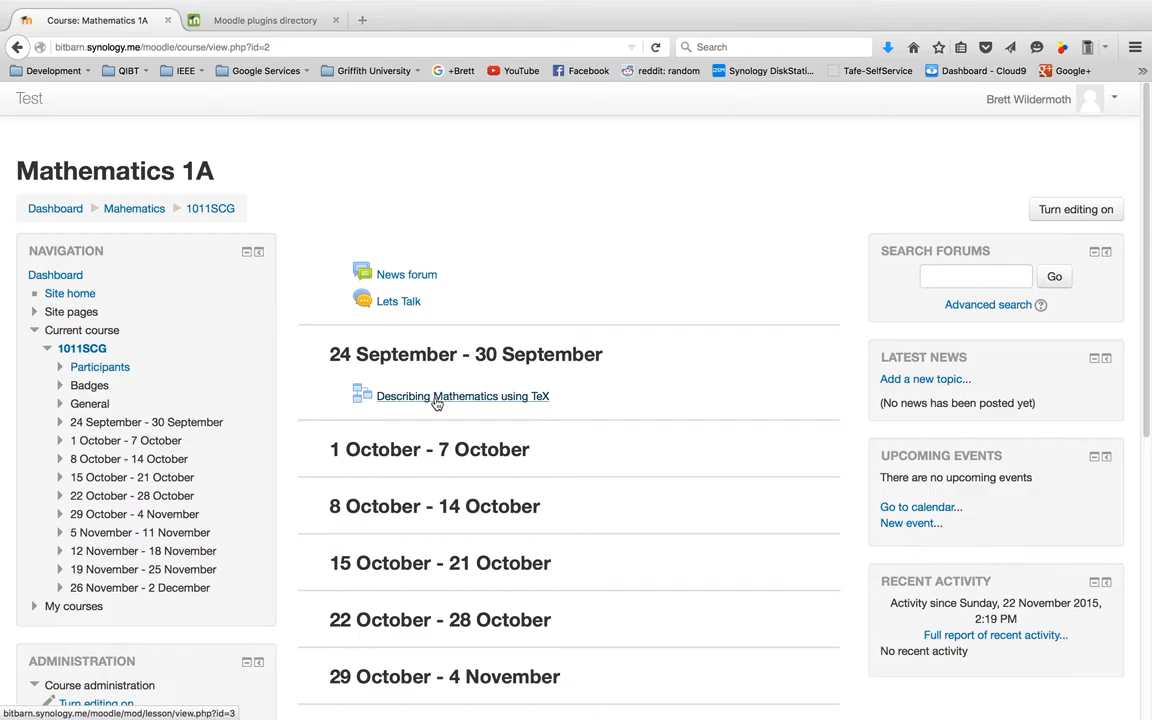 Course: Mathematics 1A
Moodle plugins directory
bitbarn.synology.me/moodle/course/view.php?id=2
Search
Development
QIBT
IEEE
Google Services
Griffith University
+Brett
YouTube
Facebook
reddit: random
DSM
Synology DiskStati...
Tafe-SelfService
Dashboard - Cloud9
Google+
Test
Brett Wildermoth
Mathematics 1A
Dashboard
Mahematics
1011SCG
Turn editing on
NAVIGATION
Dashboard
Site home
Site pages
Current course
1011SCG
Participants
Badges
General
24 September - 30 September
1 October - 7 October
8 October - 14 October
15 October - 21 October
22 October - 28 October
29 October - 4 November
5 November - 11 November
12 November - 18 November
19 November - 25 November
26 November - 2 December
My courses
ADMINISTRATION
Course administration
Turn editing on
bitbarn.synology.me/moodle/mod/lesson/view.php?id=3
News forum
Lets Talk
24 September - 30 September
Describing Mathematics using TeX
1 October - 7 October
8 October - 14 October
15 October - 21 October
22 October - 28 October
29 October - 4 November
SEARCH FORUMS
Go
Advanced search
LATEST NEWS
Add a new topic...
(No news has been posted yet)
UPCOMING EVENTS
There are no upcoming events
Go to calendar...
New event...
RECENT ACTIVITY
Activity since Sunday, 22 November 2015,
2:19 PM
Full report of recent activity...
No recent activity